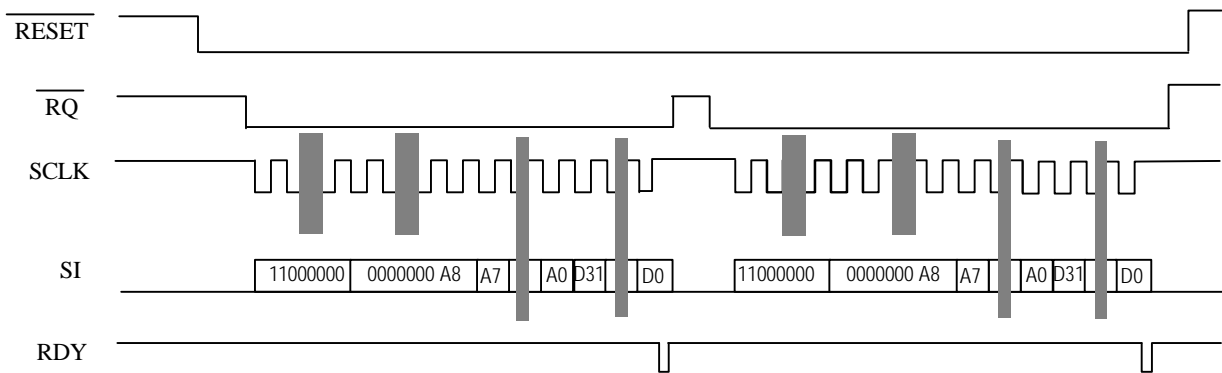 RESET
RQ
SCLK
SI 11000000 0000000 A8 A7 A0 D31 D0 11000000 0000000 A8 A7 A0 D31 D0
RDY